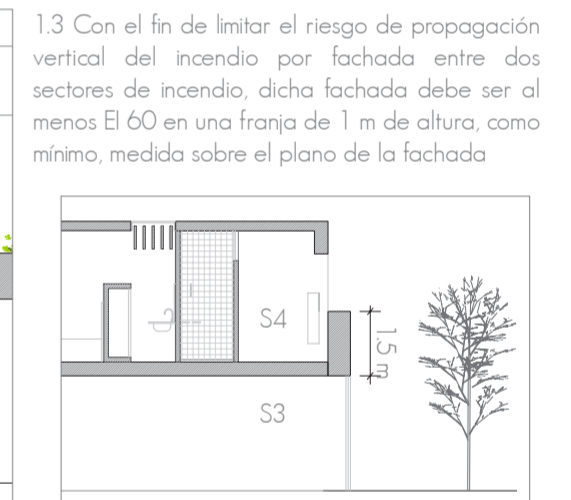 1.3 Con el fin de limitar el riesgo de propagación
vertical del incendio por fachada entre dos
sectores de incendio, dicha fachada debe ser al
menos EI 60 en una franja de 1 m de altura, como
mínimo, medida sobre el plano de la fachada
S4
1.5 m
S3